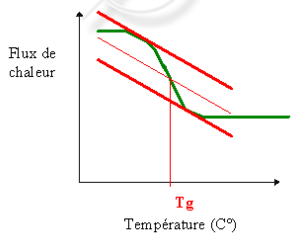 Flux de
chaleur
Tg
Température (C°)